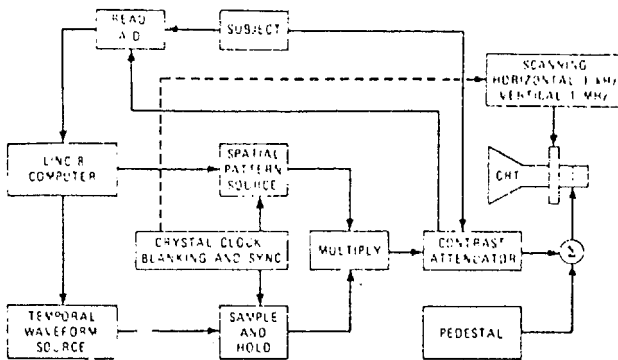 READ
A/D
SUBJECT
SCANNING
HORIZONTAL 1 kHz
VERTICAL 1 MHz
LINC 8
COMPUTER
SPATIAL
PATTERN
SOURCE
CRT
CRYSTAL CLOCK
BLANKING AND SYNC
MULTIPLY
CONTRAST
ATTENUATOR
Σ
TEMPORAL
WAVEFORM
SOURCE
SAMPLE
AND
HOLD
PEDESTAL